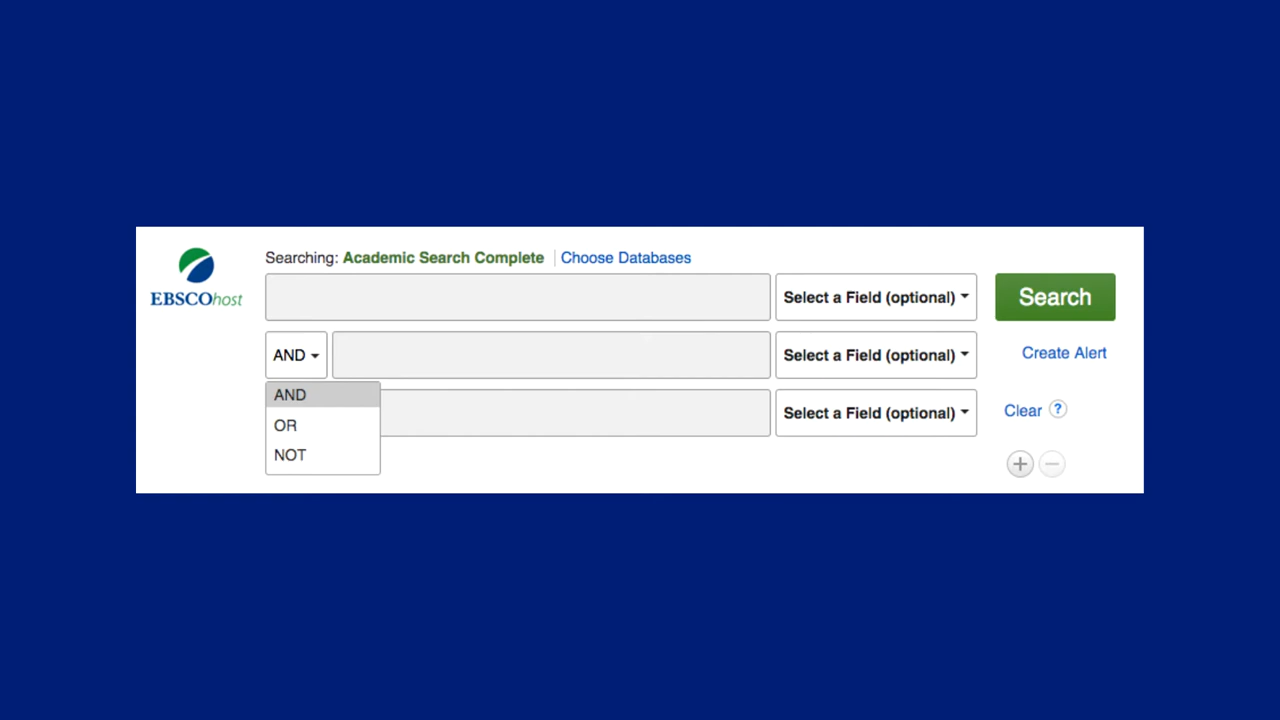 Searching: Academic Search Complete Choose Databases
EBSCOhost
Select a Field (optional)
Search
AND
Select a Field (optional)
Create Alert
AND
Select a Field (optional)
Clear ?
OR
NOT